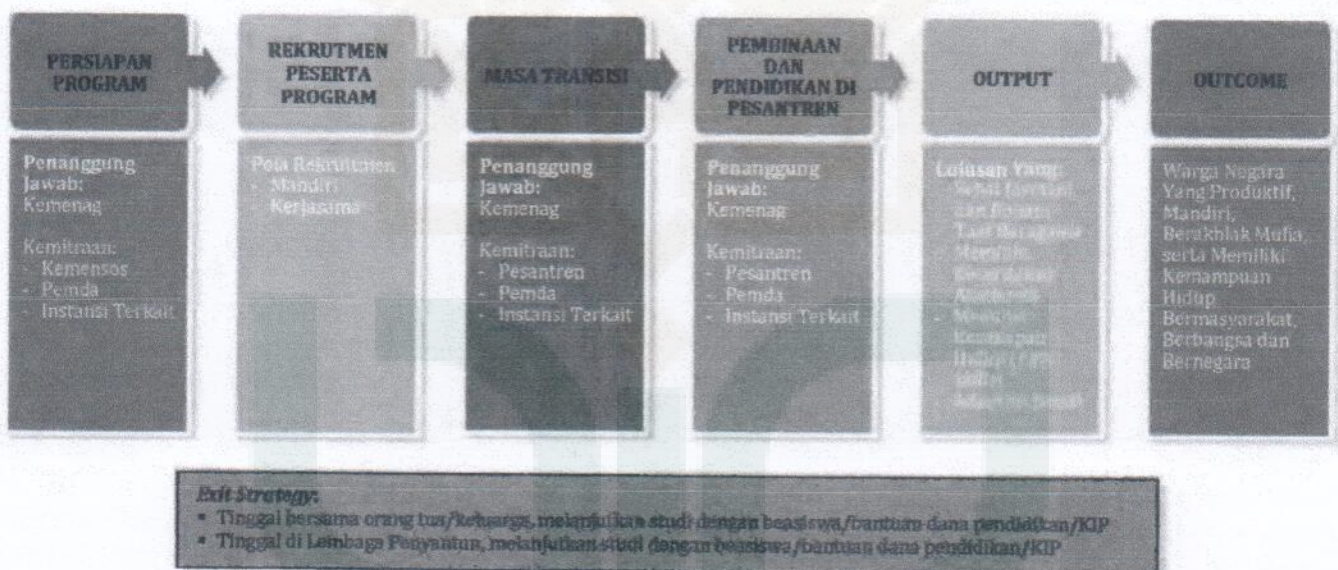 PERSIAPAN
PROGRAM
REKRUTMEN
PESERTA
PROGRAM
MASA TRANSISI
PEMBINAAN
DAN
PENDIDIKAN DI
PESANTREN
OUTPUT
OUTCOME
Penanggung
Jawab:
Kemenag
Kemitraan:
- Kemensos
- Pemda
- Instansi Terkait
Pola Rekruitmen
- Mandiri
Kerjasama
Penanggung
Jawab:
Kemenag
Kemitraan:
- Pesantren
- Pemda
- Instansi Terkait
Penanggung
Jawab:
Kemenag
Kemitraan:
- Pesantren
- Pemda
- Instansi Terkait
Lulusan Yang:
Taat Beragama
Warga Negara
Yang Produktif,
Mandiri,
Berakhlak Mulia,
serta Memiliki
Kemampuan
Hidup
Bermasyarakat,
Berbangsa dan
Bernegara
Exit Strategy:
▪ Tinggal bersama orang tua/keluarga, melanjutkan studi dengan beasiswa/bantuan dana pendidikan/KIP
▪ Tinggal di Lembaga Penyantun, melanjutkan studi dengan beasiswa/bantuan dana pendidikan/KIP